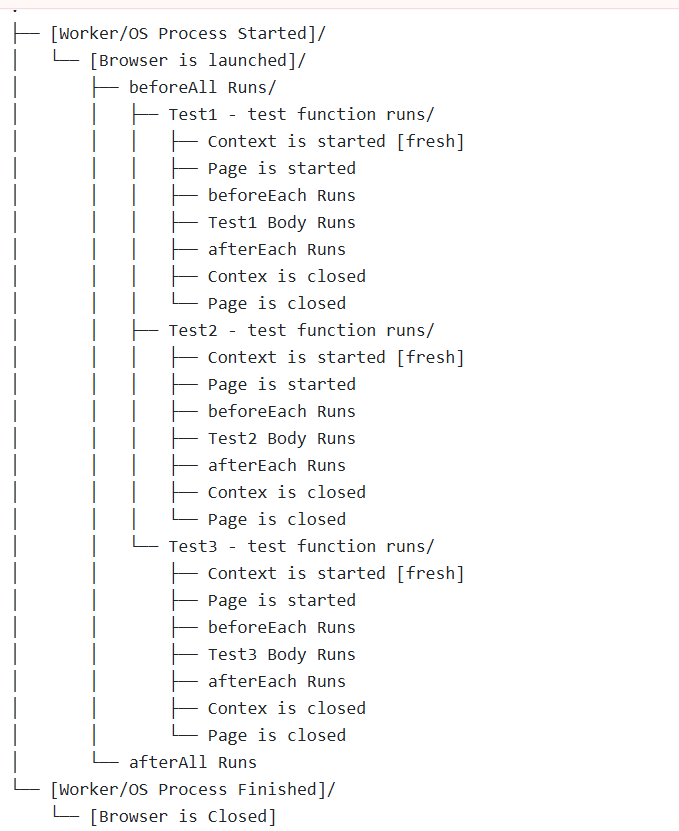 .
├── [Worker/OS Process Started]/
│   └── [Browser is launched]/
│       ├── beforeAll Runs/
│       │   ├── Test1 - test function runs/
│       │   │   ├── Context is started [fresh]
│       │   │   ├── Page is started
│       │   │   ├── beforeEach Runs
│       │   │   ├── Test1 Body Runs
│       │   │   ├── afterEach Runs
│       │   │   ├── Contex is closed
│       │   │   └── Page is closed
│       │   ├── Test2 - test function runs/
│       │   │   ├── Context is started [fresh]
│       │   │   ├── Page is started
│       │   │   ├── beforeEach Runs
│       │   │   ├── Test2 Body Runs
│       │   │   ├── afterEach Runs
│       │   │   ├── Contex is closed
│       │   │   └── Page is closed
│       │   └── Test3 - test function runs/
│       │       ├── Context is started [fresh]
│       │       ├── Page is started
│       │       ├── beforeEach Runs
│       │       ├── Test3 Body Runs
│       │       ├── afterEach Runs
│       │       ├── Contex is closed
│       │       └── Page is closed
│       └── afterAll Runs
└── [Worker/OS Process Finished]/
    └── [Browser is Closed]